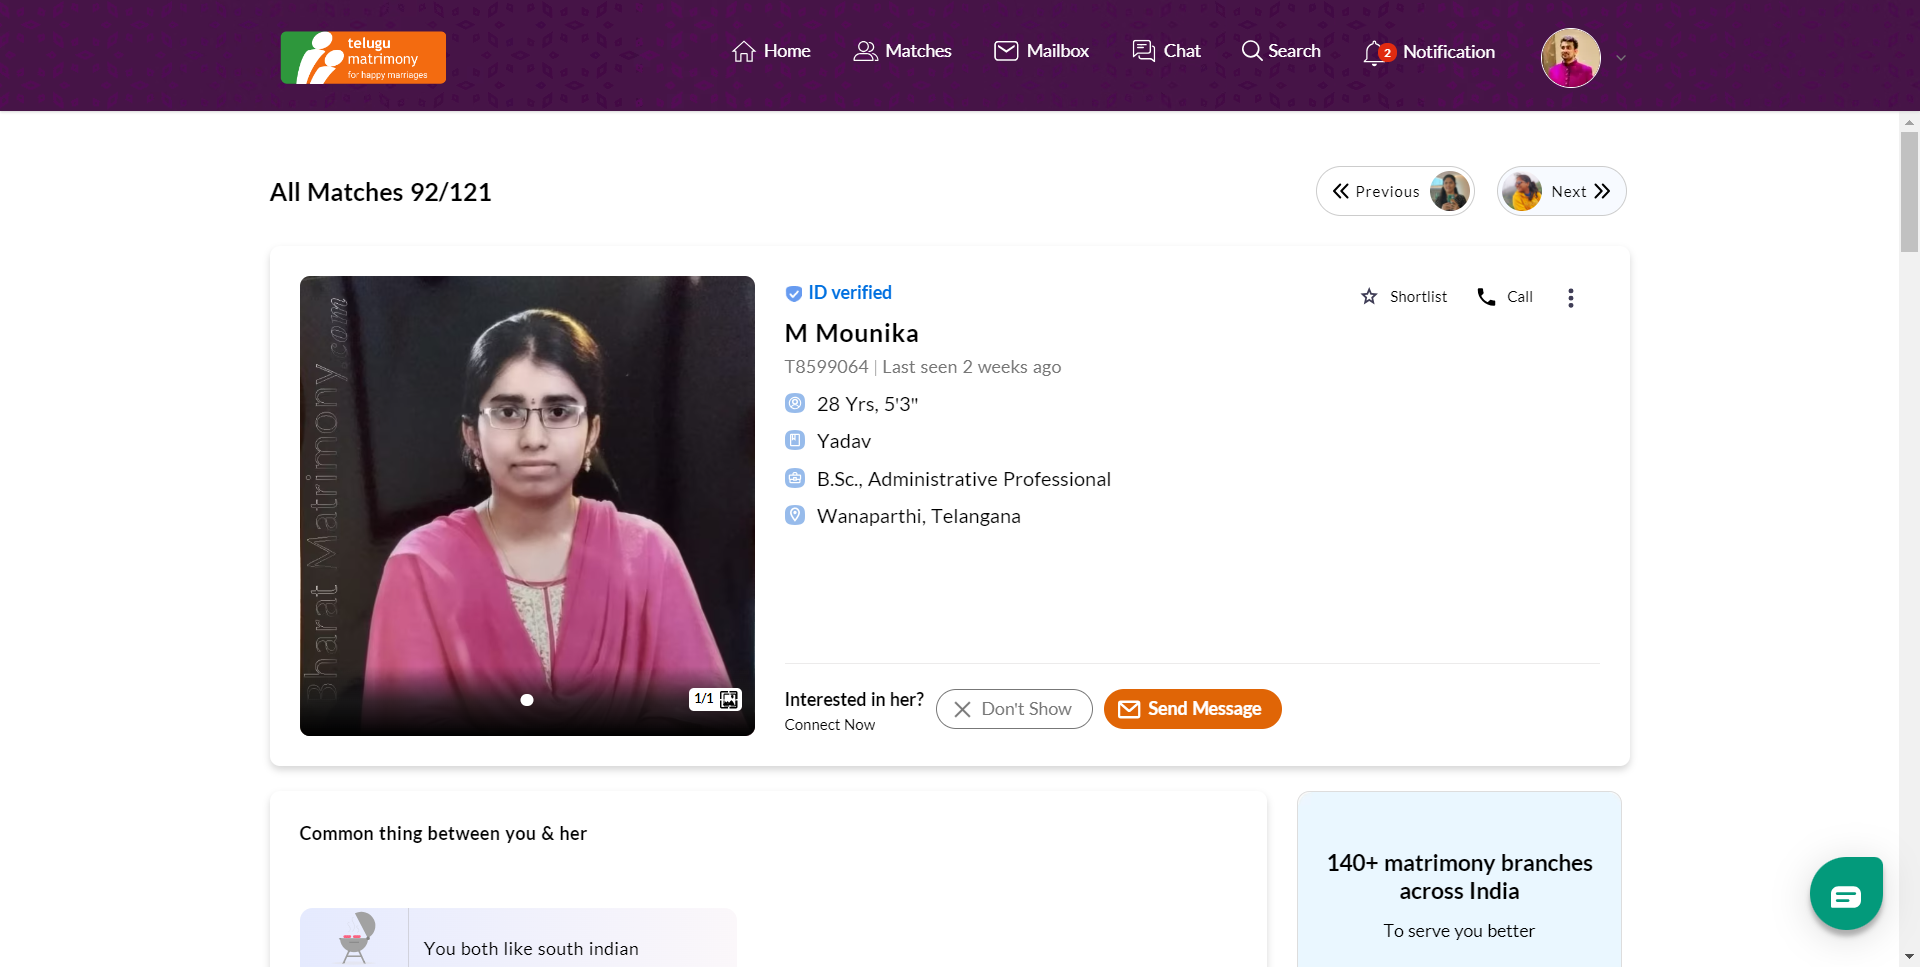 telugu
matrimony
for happy marriages
Home
Matches
Mailbox
Chat
Search
2
Notification
All Matches 92/121
Previous
Next
Bharat Matrimony.com
1/1
ID verified
Shortlist
Call
M Mounika
T8599064 | Last seen 2 weeks ago
28 Yrs, 5'3"
Yadav
B.Sc., Administrative Professional
Wanaparthi, Telangana
Interested in her?
Connect Now
Don't Show
Send Message
Common thing between you & her
You both like south indian
140+ matrimony branches
across India
To serve you better